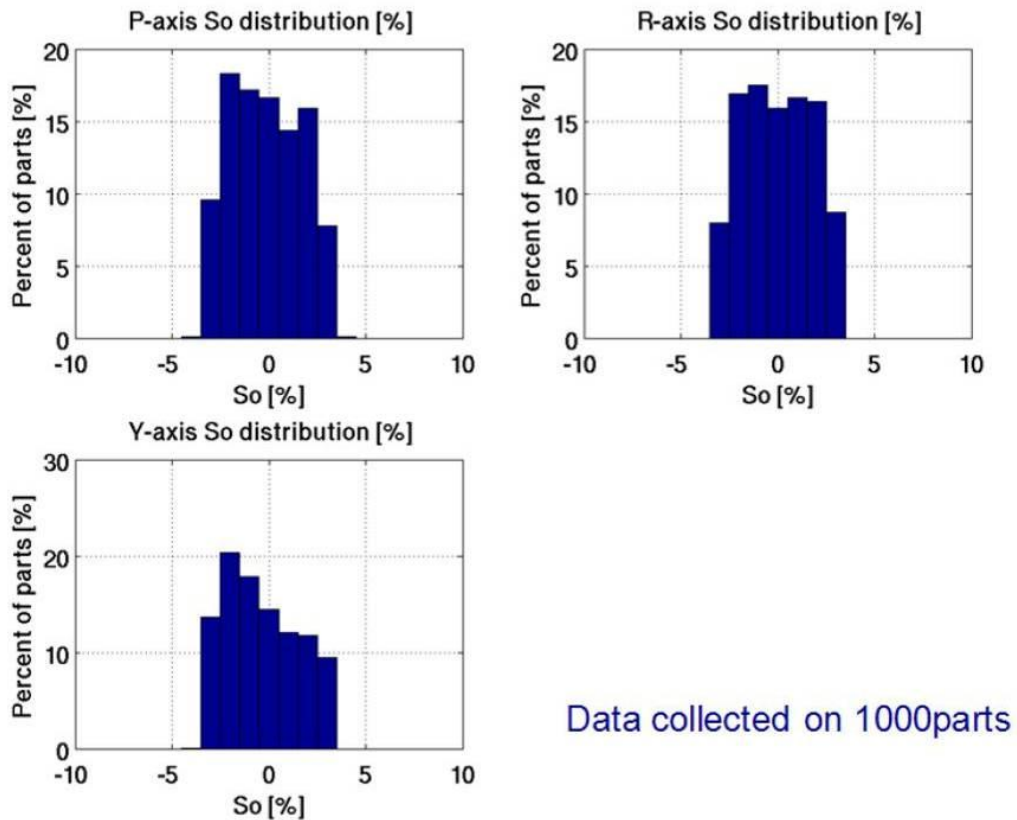 P-axis So distribution [%]
20
15
10
5
0
-10
-5
0
5
10
Percent of parts [%]
So [%]
R-axis So distribution [%]
20
15
10
5
0
-10
-5
0
5
10
Percent of parts [%]
So [%]
Y-axis So distribution [%]
30
20
10
0
-10
-5
0
5
10
Percent of parts [%]
So [%]
Data collected on 1000parts